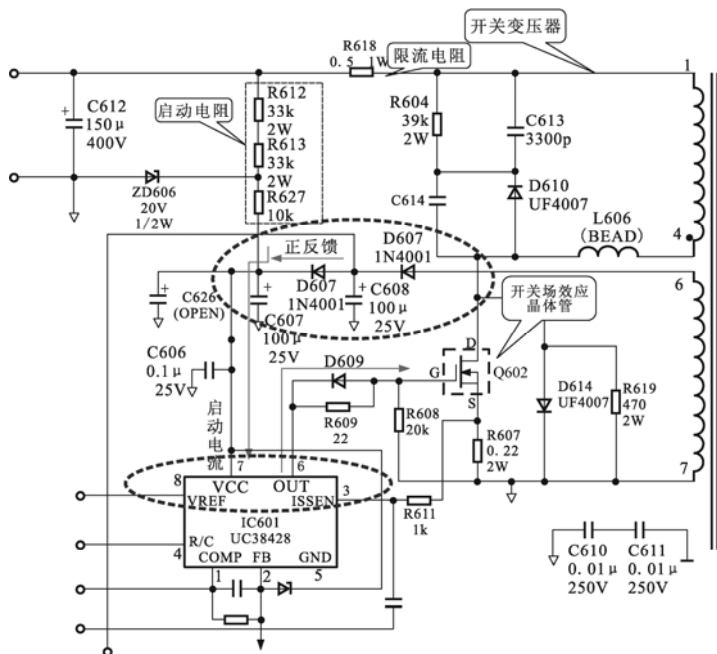 开关变压器
R618
0. 5  1W
限流电阻
1
C612
150μ
400V
启动电阻
R612
33k
2W
R613
33k
2W
R627
10k
R604
39k
2W
C613
3300p
ZD606
20V
1/2W
C614
D610
UF4007
L606
(BEAD)
4
正反馈
D607
1N4001
6
C626
(OPEN)
D607
1N4001
C608
100μ
25V
C607
100μ
25V
开关场效应
晶体管
C606
0.1μ
25V
D609
D
G
S
Q602
R609
22
R608
20k
D614
UF4007
R619
470
2W
R607
0. 22
2W
启动电流
7
6
8
VCC
OUT
3
VREF
ISSEN
R611
1k
7
IC601
UC38428
R/C
4
COMP
FB
GND
1
2
5
C610
0. 01μ
250V
C611
0. 01μ
250V